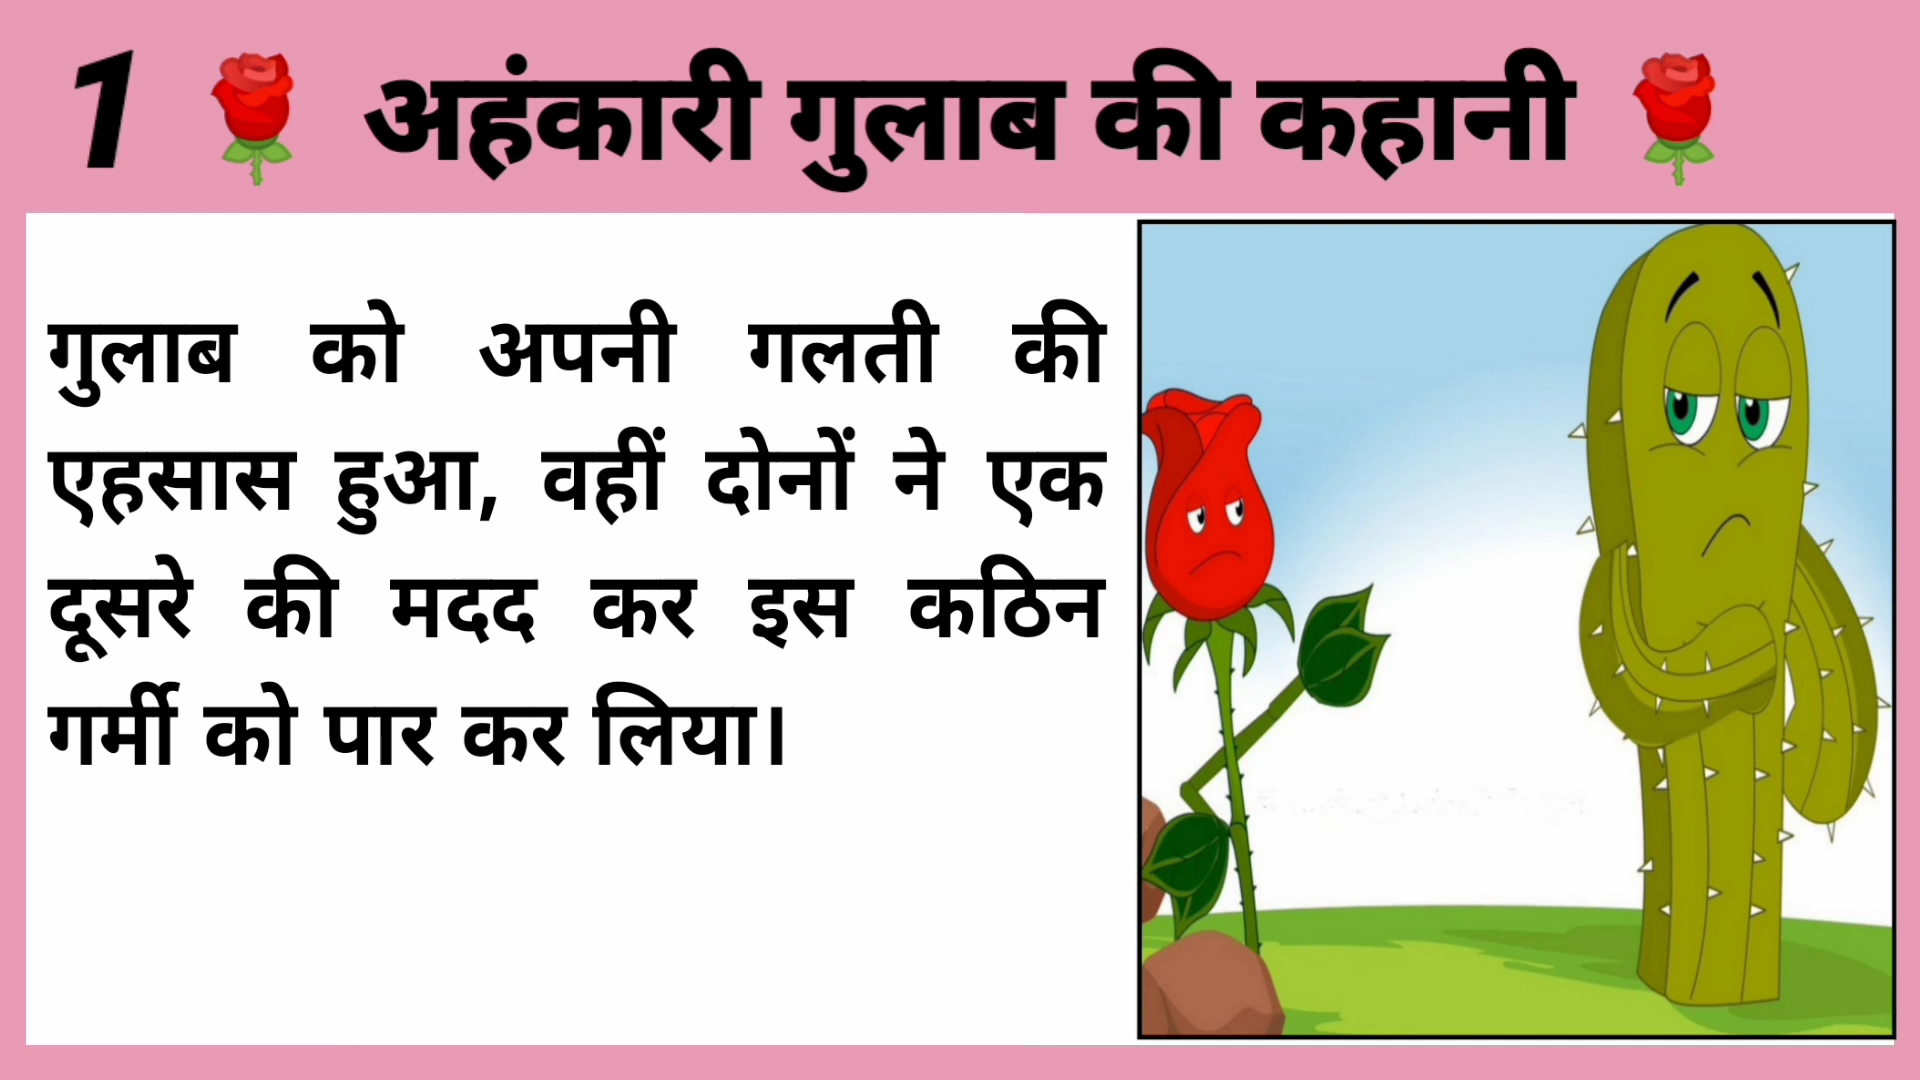 1 🌹 अहंकारी गुलाब की कहानी 🌹
गुलाब को अपनी गलती की
एहसास हुआ, वहीं दोनों ने एक
दूसरे की मदद कर इस कठिन
गर्मी को पार कर लिया।